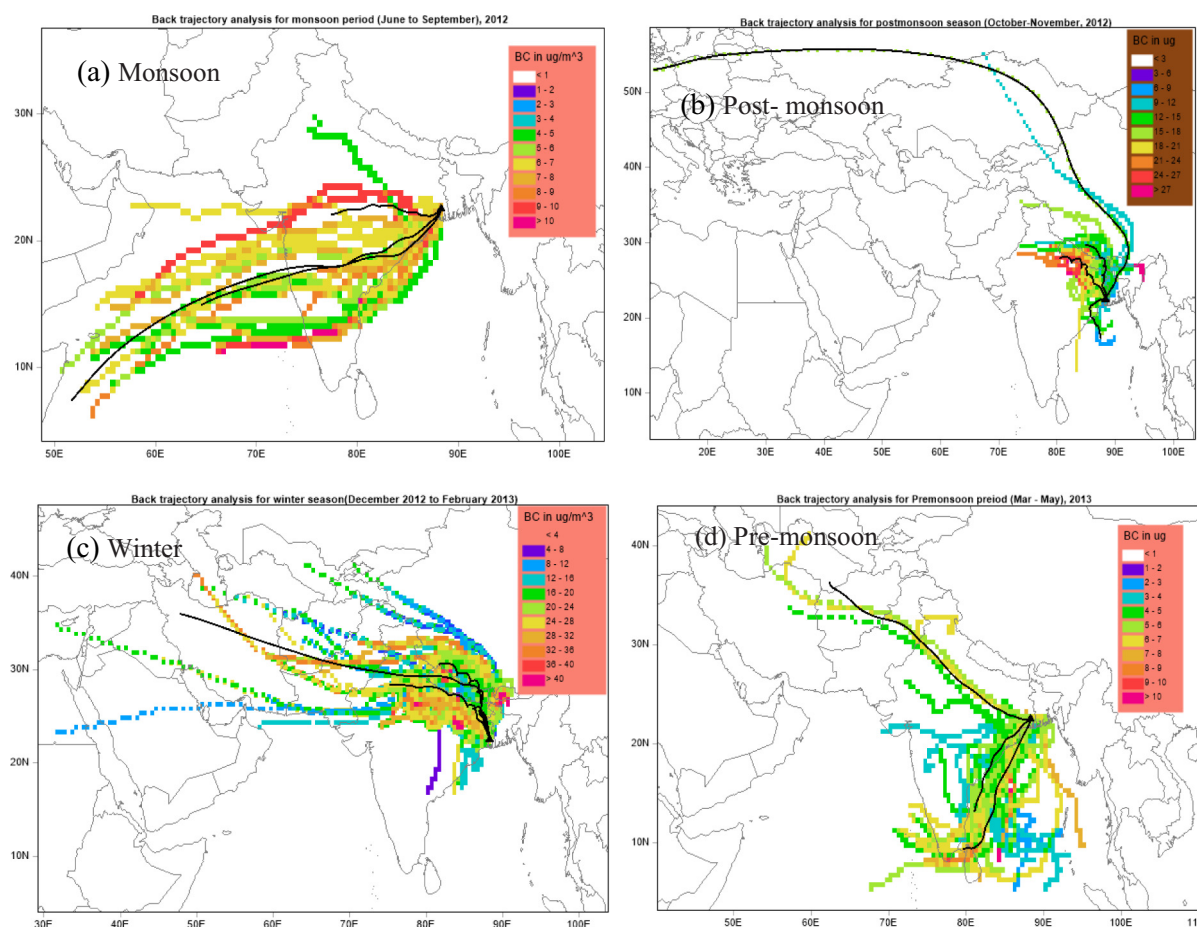 Back trajectory analysis for monsoon period (June to September), 2012
(a) Monsoon
BC in ug/m^3
< 1
1 - 2
2 - 3
3 - 4
4 - 5
5 - 6
6 - 7
7 - 8
8 - 9
9 - 10
> 10
30N
20N
10N
50E 60E 70E 80E 90E 100E
Back trajectory analysis for postmonsoon season (October-November, 2012)
(b) Post- monsoon
BC in ug
< 3
3 - 6
6 - 9
9 - 12
12 - 15
15 - 18
18 - 21
21 - 24
24 - 27
> 27
50N
40N
30N
20N
10N
20E 30E 40E 50E 60E 70E 80E 90E 100E
Back trajectory analysis for winter season(December 2012 to February 2013)
(c) Winter
BC in ug/m^3
< 4
4 - 8
8 - 12
12 - 16
16 - 20
20 - 24
24 - 28
28 - 32
32 - 36
36 - 40
> 40
40N
30N
20N
10N
30E 40E 50E 60E 70E 80E 90E 100E
Back trajectory analysis for Premonsoon preiod (Mar - May), 2013
(d) Pre-monsoon
BC in ug
< 1
1 - 2
2 - 3
3 - 4
4 - 5
5 - 6
6 - 7
7 - 8
8 - 9
9 - 10
> 10
40N
30N
20N
10N
50E 60E 70E 80E 90E 100E 11